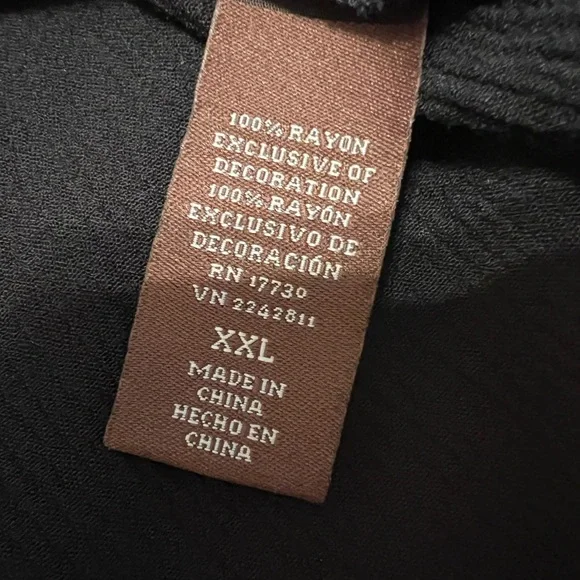 100% RAYON
EXCLUSIVE OF
DECORATION
100% RAYÓN
EXCLUSIVO DE
DECORACIÓN
RN 17730
VN 2242811
XXL
MADE IN
CHINA
HECHO EN
CHINA